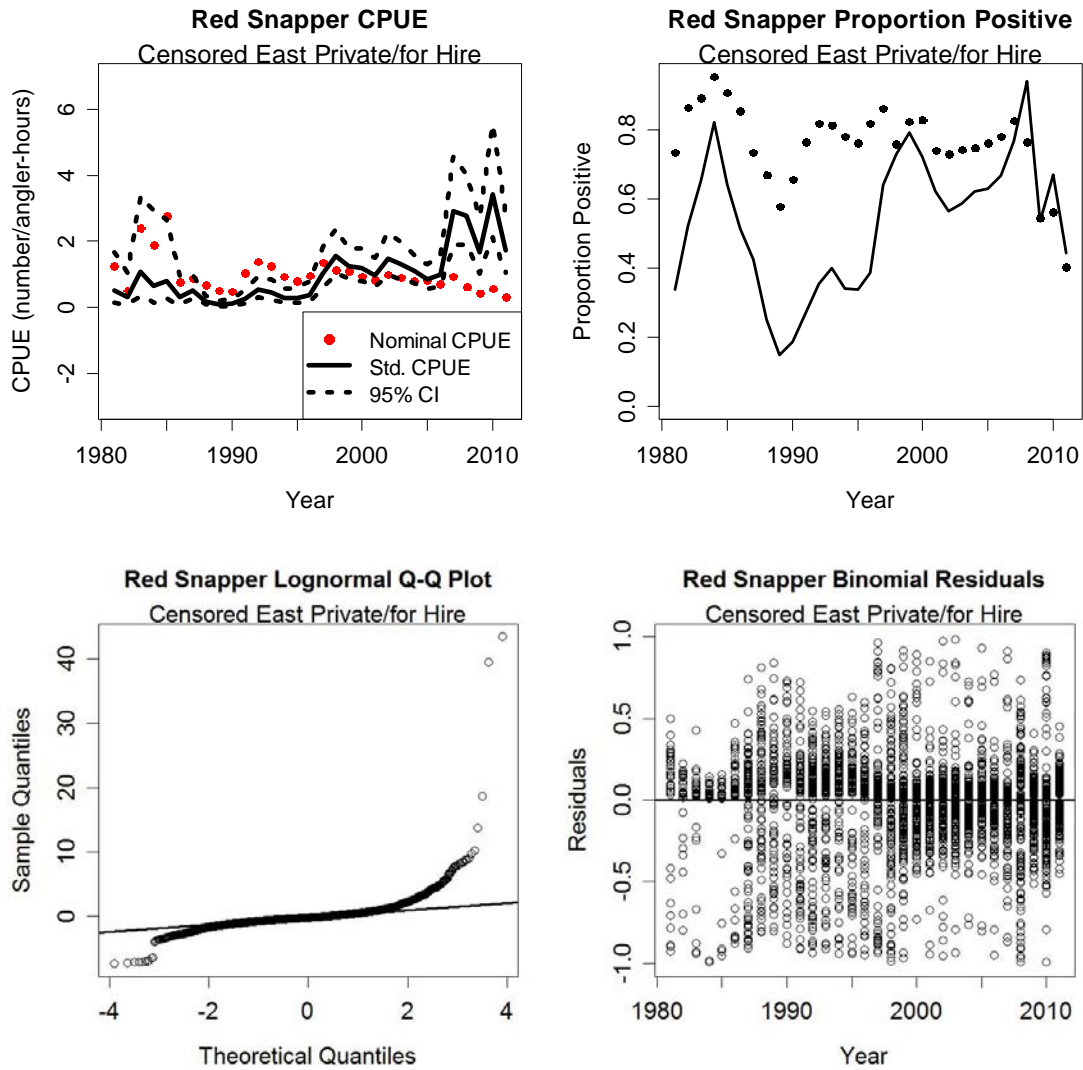 Red Snapper CPUE
Censored East Private/for Hire
CPUE (number/angler-hours)
6
4
2
0
-2
Nominal CPUE
Std. CPUE
95% CI
1980
1990
2000
2010
Year
Red Snapper Proportion Positive
Censored East Private/for Hire
Proportion Positive
0.8
0.6
0.4
0.2
0.0
1980
1990
2000
2010
Year
Red Snapper Lognormal Q-Q Plot
Censored East Private/for Hire
Sample Quantiles
40
30
20
10
0
-4
-2
0
2
4
Theoretical Quantiles
Red Snapper Binomial Residuals
Censored East Private/for Hire
Residuals
1.0
0.5
0.0
-0.5
-1.0
1980
1990
2000
2010
Year